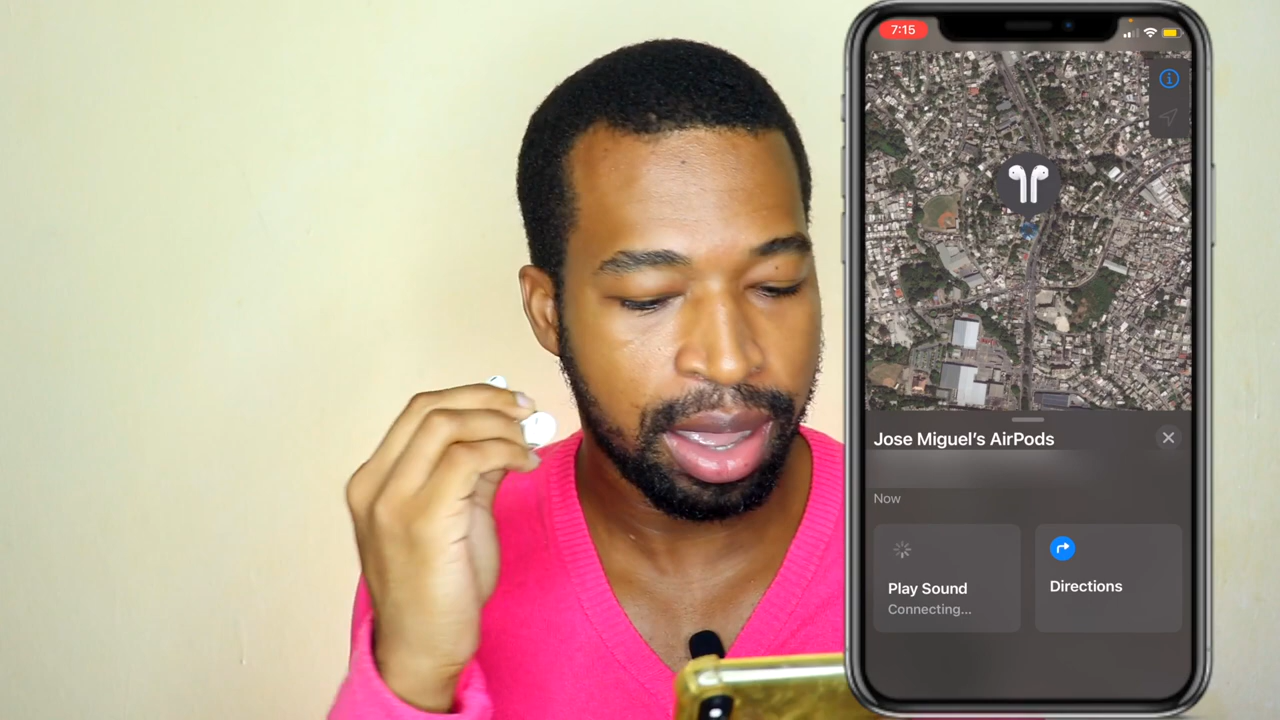 7:15
Jose Miguel’s AirPods
Now
Play Sound
Connecting...
Directions